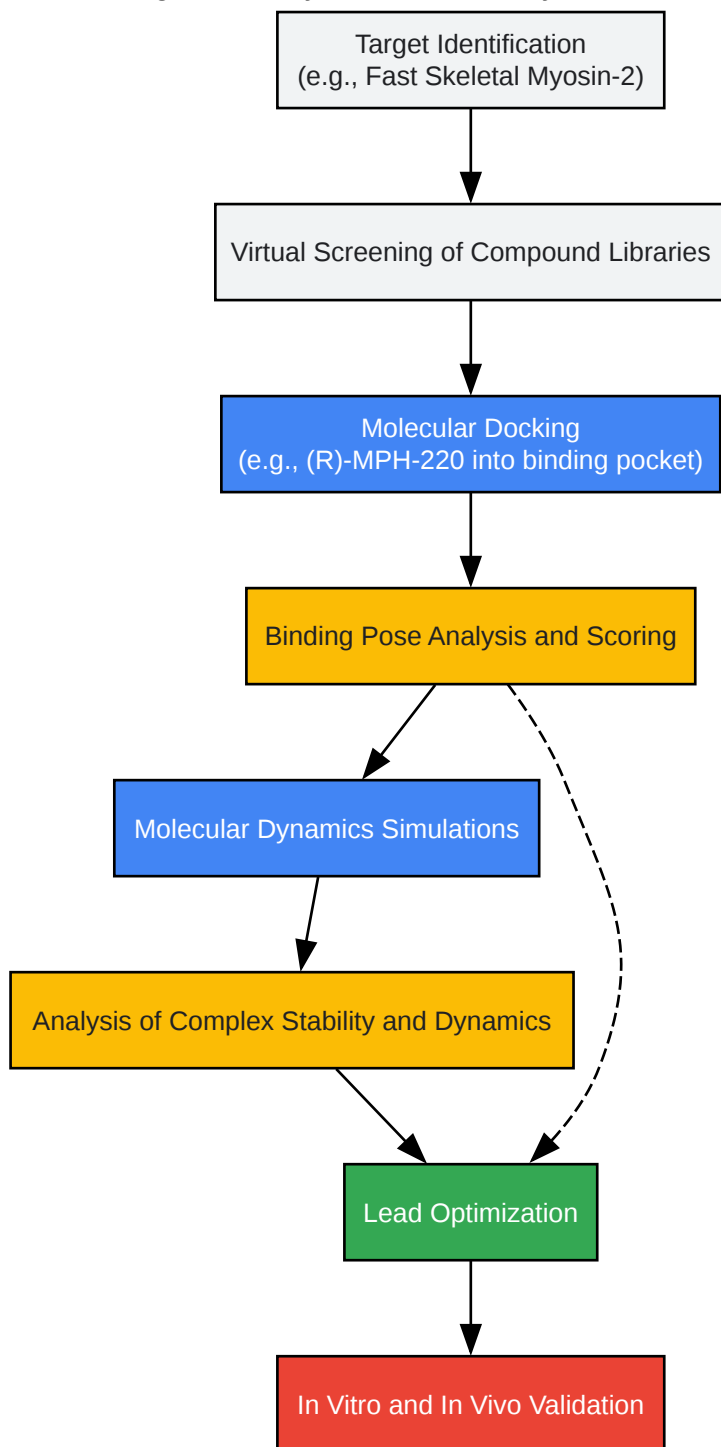 Target Identification
(e.g., Fast Skeletal Myosin-2)
Virtual Screening of Compound Libraries
Molecular Docking
(e.g., (R)-MPH-220 into binding pocket)
Binding Pose Analysis and Scoring
Molecular Dynamics Simulations
Analysis of Complex Stability and Dynamics
Lead Optimization
In Vitro and In Vivo Validation